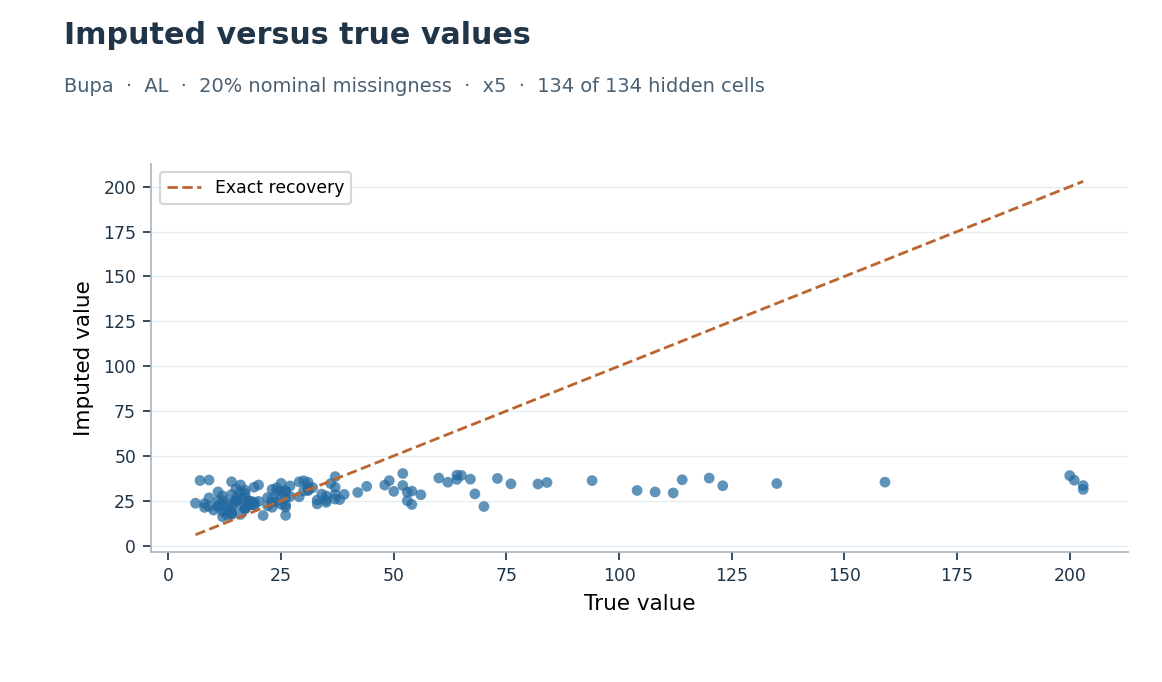 Imputed versus true values
Bupa · AL · 20% nominal missingness · x5 · 134 of 134 hidden cells
Exact recovery
200
175
150
125
100
75
50
25
0
Imputed value
0 25 50 75 100 125 150 175 200
True value